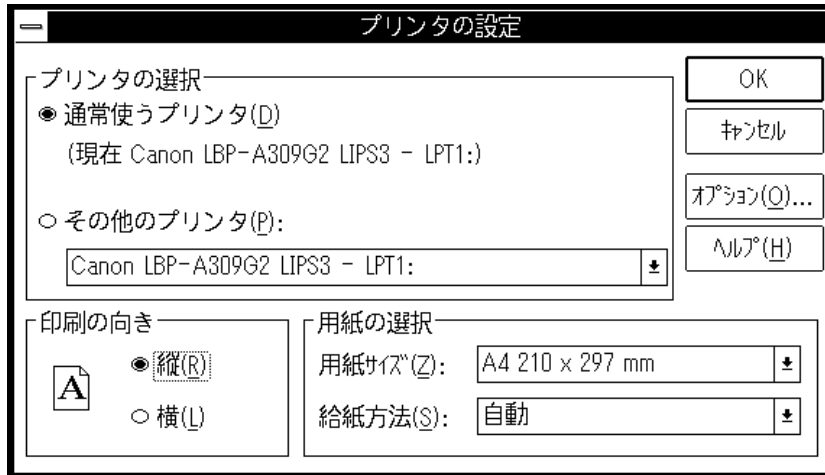 プリンタの設定
プリンタの選択
通常使うプリンタ(D)
(現在 Canon LBP-A309G2 LIPS3 - LPT1:)
その他のプリンタ(P):
Canon LBP-A309G2 LIPS3 - LPT1:
OK
ｷｬﾝｾﾙ
ｵﾌﾟｼｮﾝ(O)...
ﾍﾙﾌﾟ(H)
印刷の向き
A
縦(R)
横(L)
用紙の選択
用紙ｻｲｽﾞ(Z): A4 210 x 297 mm
給紙方法(S): 自動